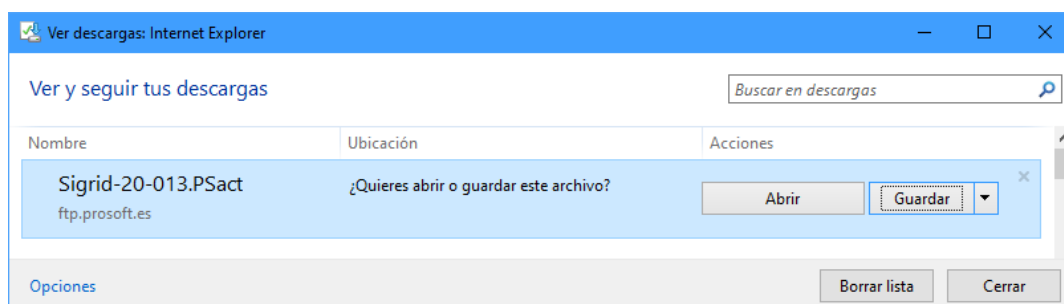 Ver descargas: Internet Explorer
Ver y seguir tus descargas
Buscar en descargas
Nombre Ubicación Acciones
Sigrid-20-013.PSact ¿Quieres abrir o guardar este archivo? Abrir Guardar
ftp.prosoft.es
Opciones Borrar lista Cerrar